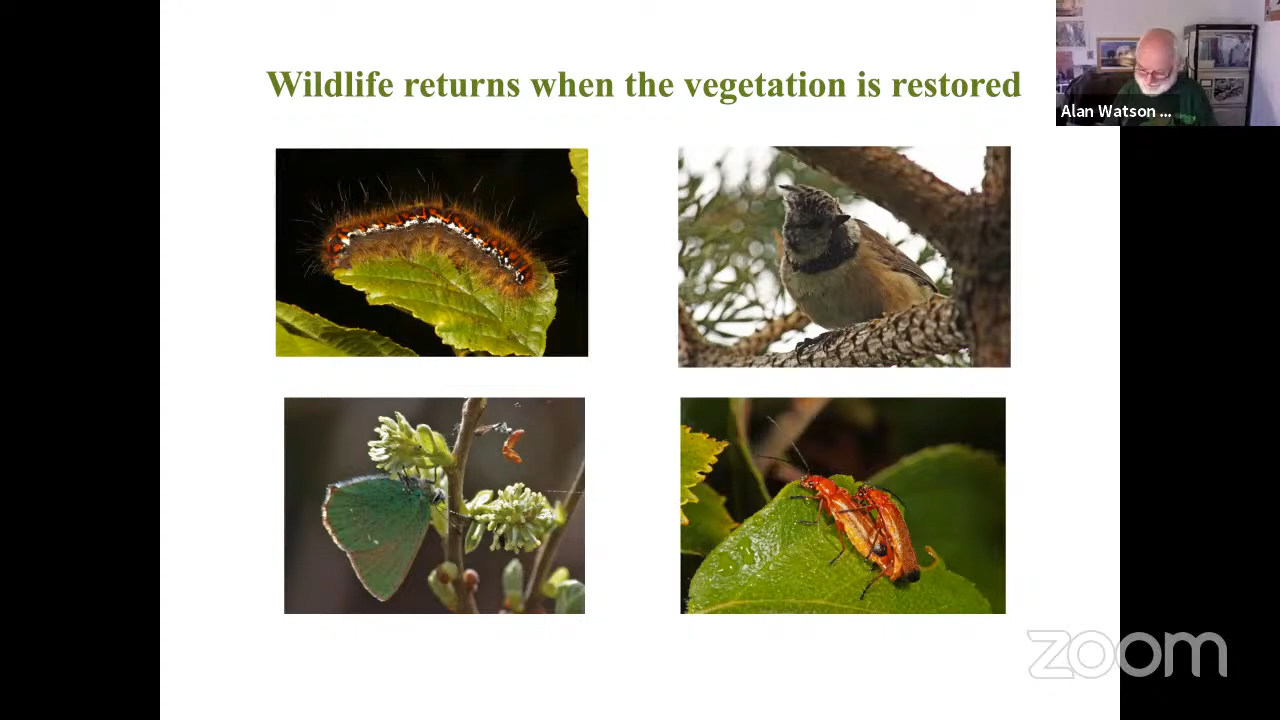 Wildlife returns when the vegetation is restored
Alan Watson ...
zoom